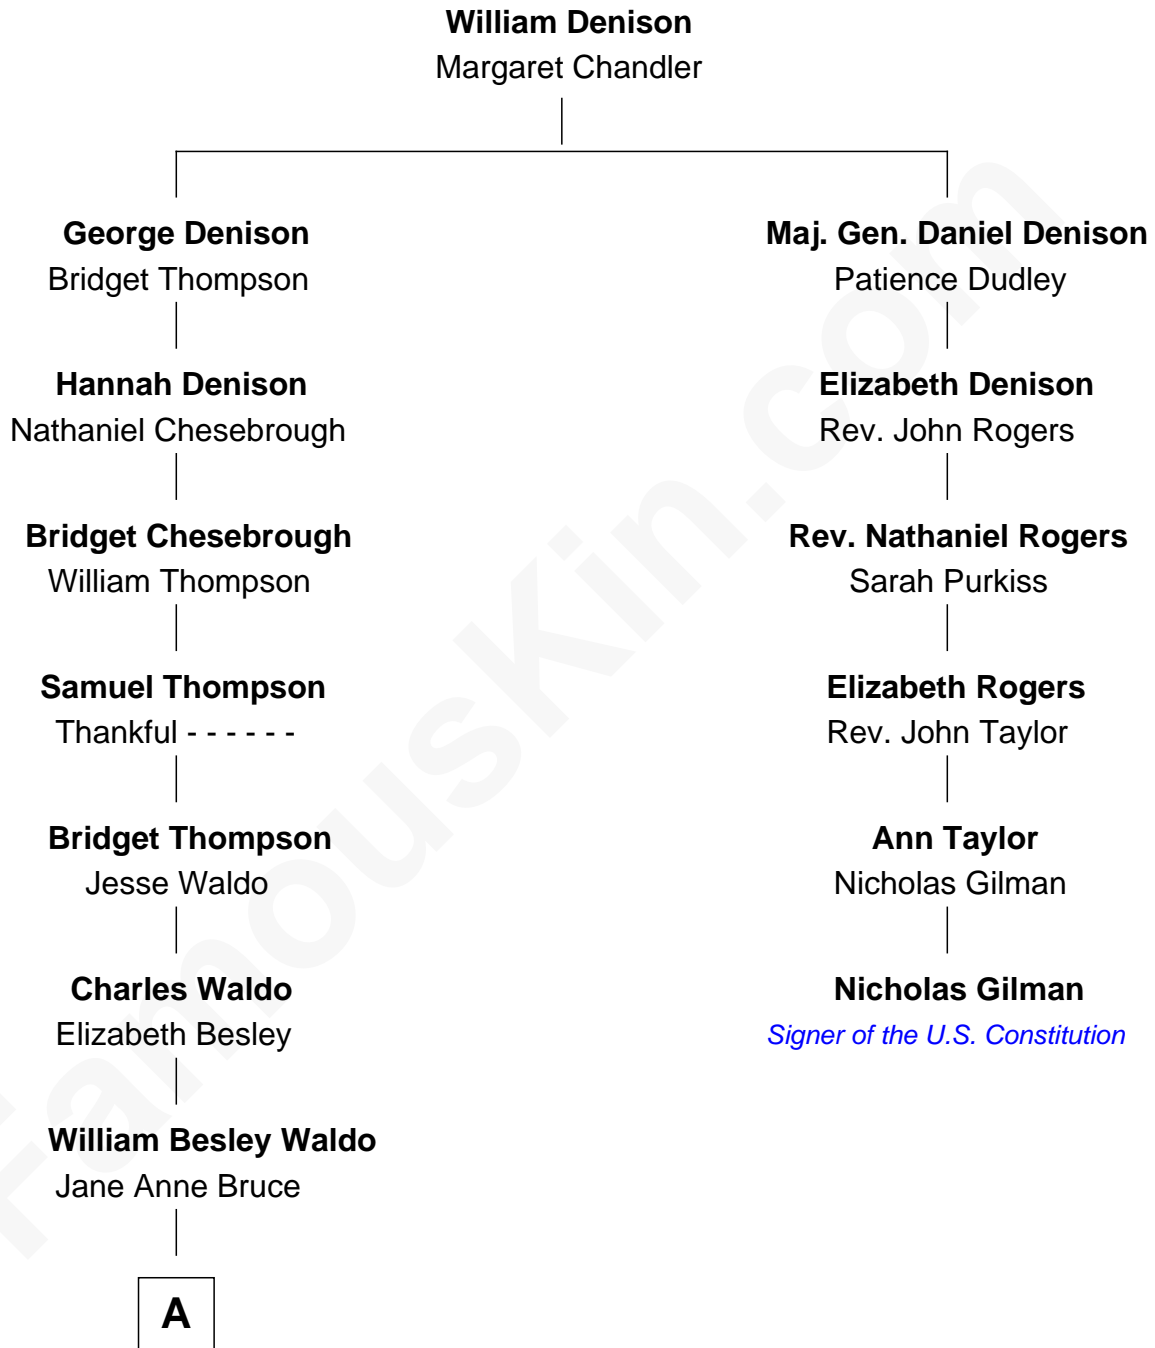 William Denison
Margaret Chandler
George Denison
Bridget Thompson
Hannah Denison
Nathaniel Chesebrough
Bridget Chesebrough
William Thompson
Samuel Thompson
Thankful - - - - - -
Bridget Thompson
Jesse Waldo
Charles Waldo
Elizabeth Besley
William Besley Waldo
Jane Anne Bruce
A
Maj. Gen. Daniel Denison
Patience Dudley
Elizabeth Denison
Rev. John Rogers
Rev. Nathaniel Rogers
Sarah Purkiss
Elizabeth Rogers
Rev. John Taylor
Ann Taylor
Nicholas Gilman
Nicholas Gilman
Signer of the U.S. Constitution
FamousKin.com